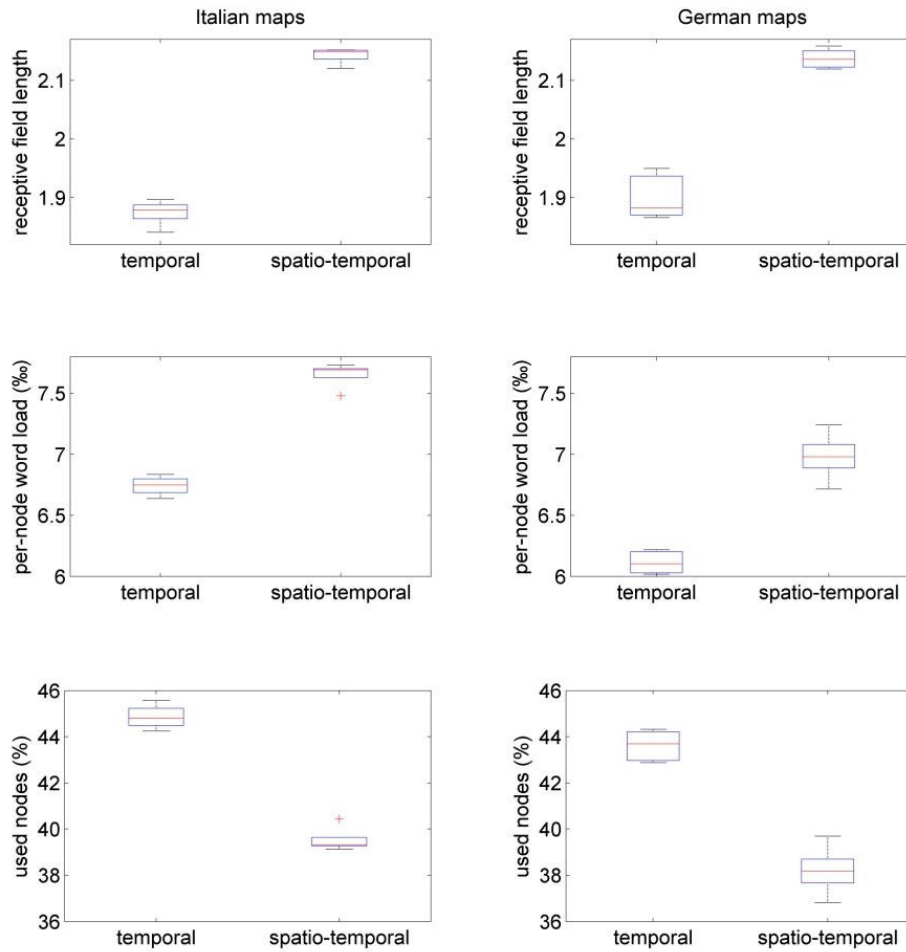 Italian maps
German maps
receptive field length
2.1
2
1.9
temporal spatio-temporal
receptive field length
2.1
2
1.9
temporal spatio-temporal
per-node word load (‰)
7.5
7
6.5
6
temporal spatio-temporal
per-node word load (‰)
7.5
7
6.5
6
temporal spatio-temporal
used nodes (%)
46
44
42
40
38
36
temporal spatio-temporal
used nodes (%)
46
44
42
40
38
36
temporal spatio-temporal